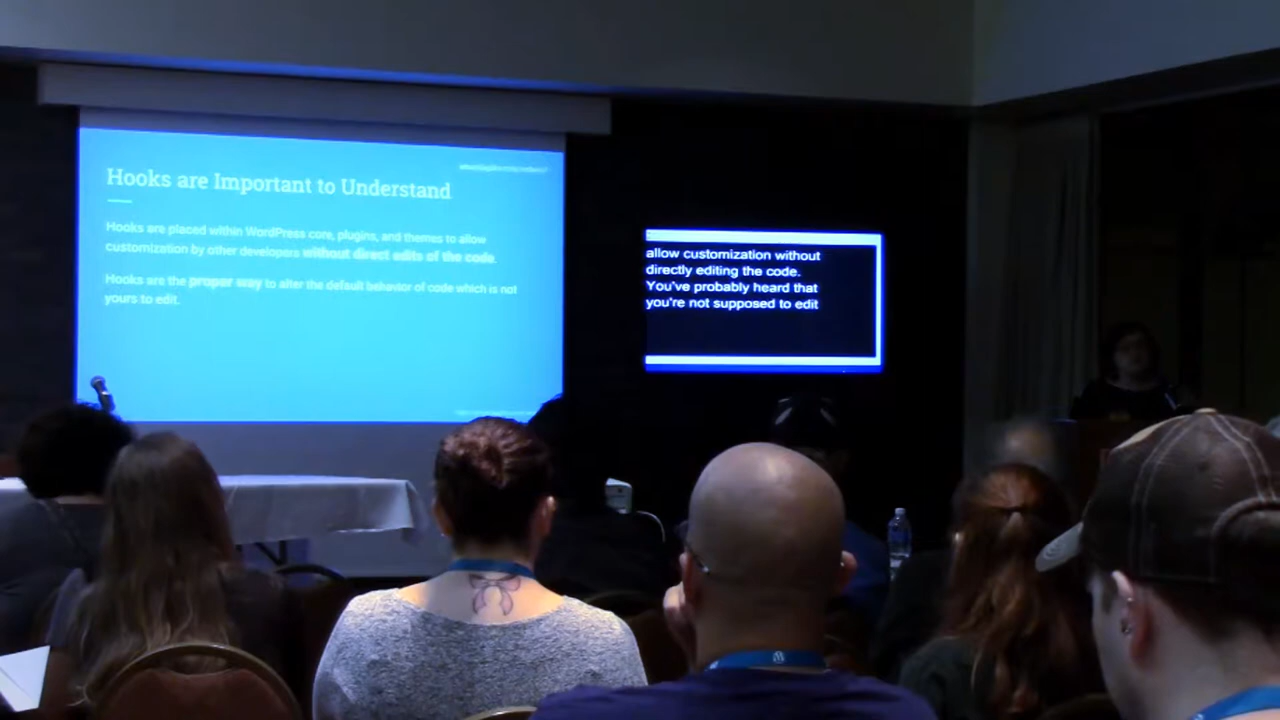 Hooks are Important to Understand
Hooks are placed within WordPress core, plugins, and themes to allow
customization by other developers without direct edits of the code.
Hooks are the proper way to alter the default behavior of code which is not
yours to edit.
allow customization without
directly editing the code.
You've probably heard that
you're not supposed to edit